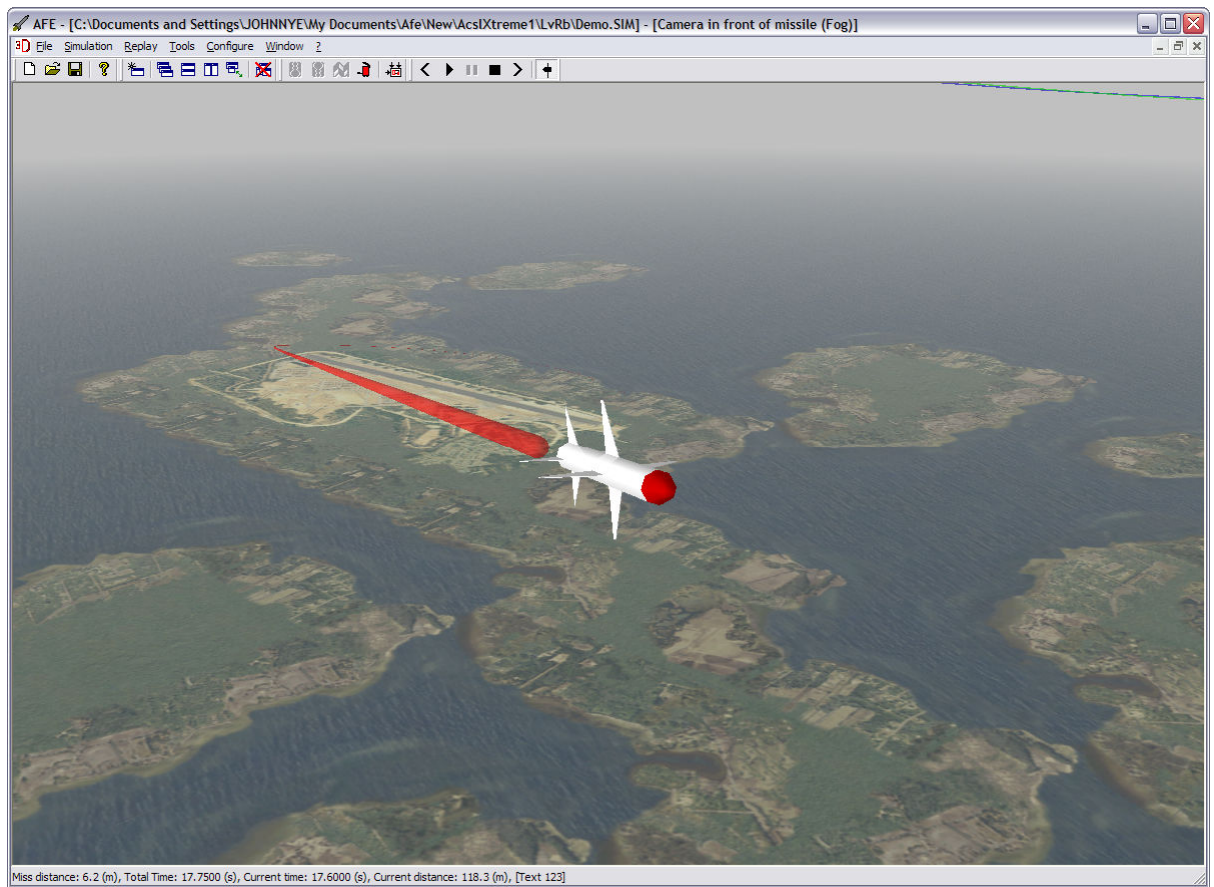 AFE - [C:\Documents and Settings\JOHNNYE\My Documents\Afe\New\AcsIXtreme1\LvRb\Demo.SIM] - [Camera in front of missile (Fog)]
3D File Simulation Replay Tools Configure Window ?
Miss distance: 6.2 (m), Total Time: 17.7500 (s), Current time: 17.6000 (s), Current distance: 118.3 (m), [Text 123]